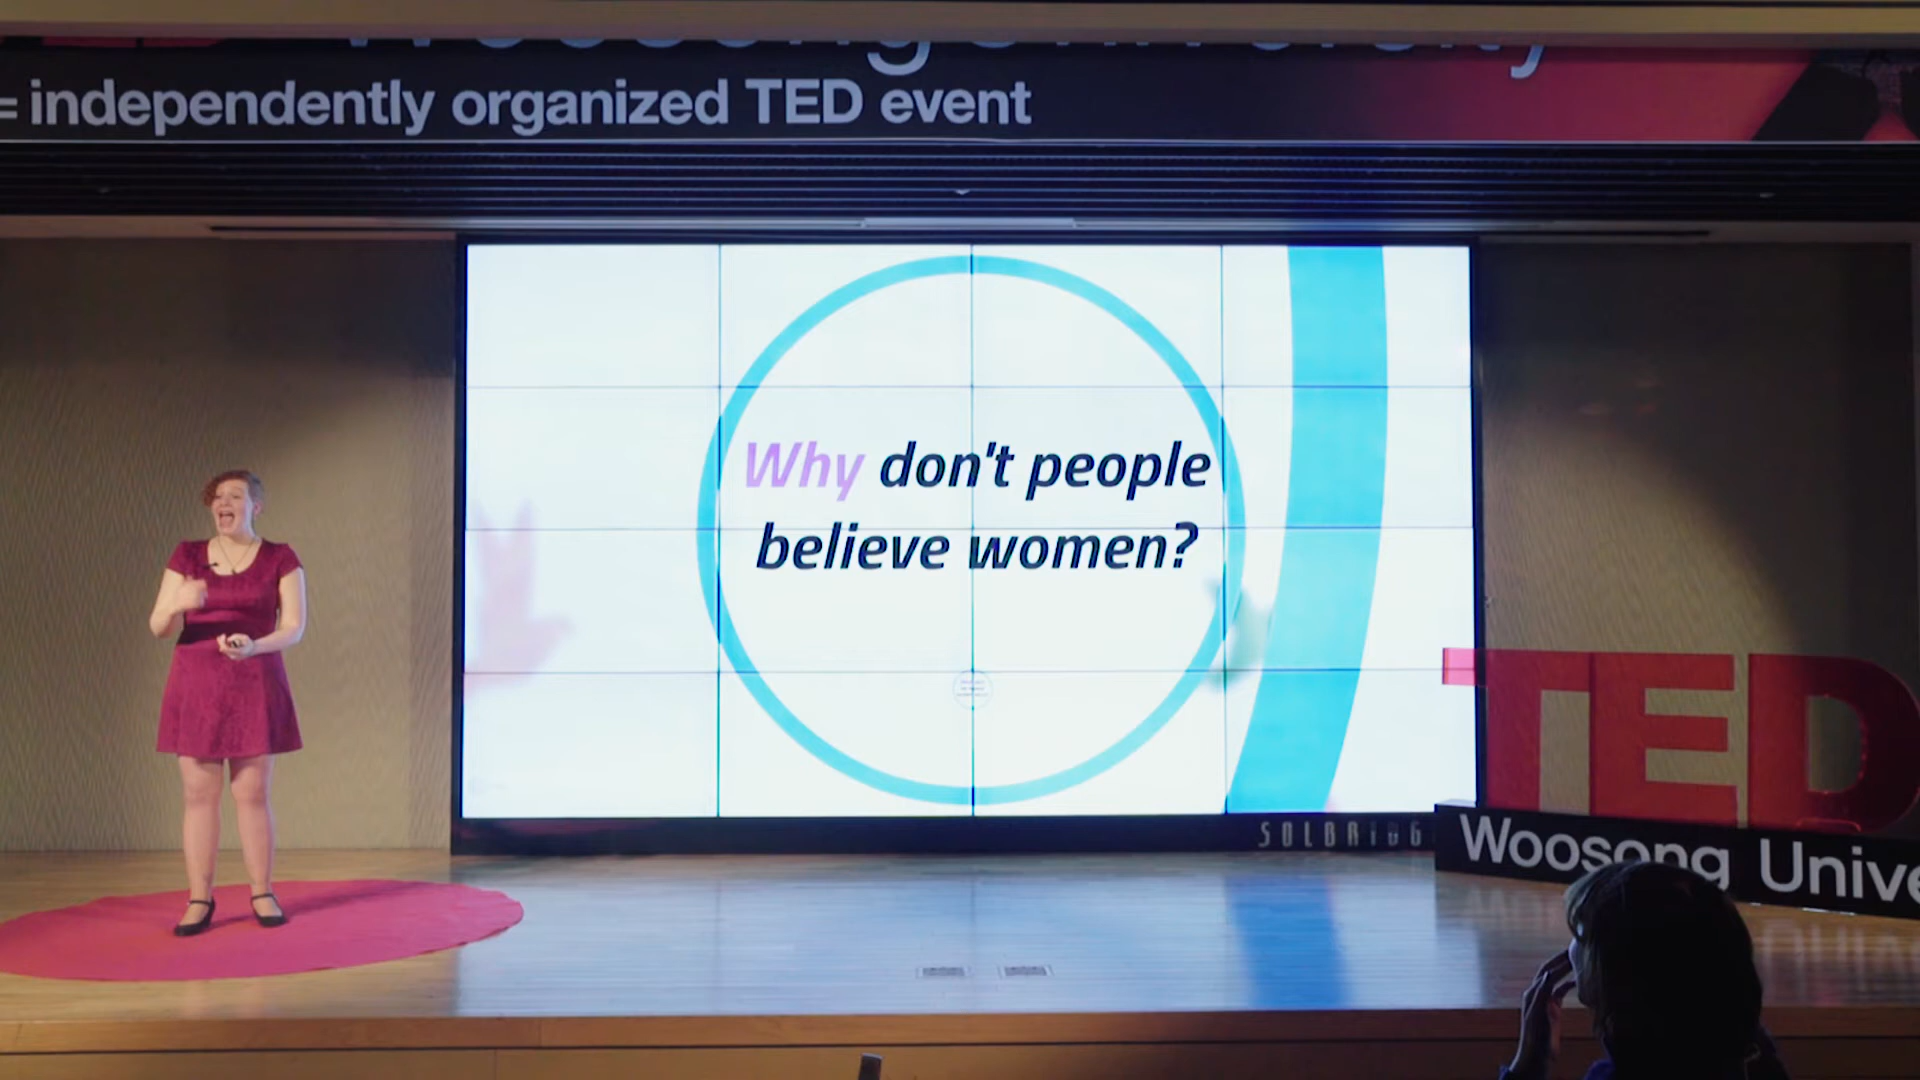 = independently organized TED event
Why don't people
believe women?
TED
SOLBRIDG
Woosong Unive